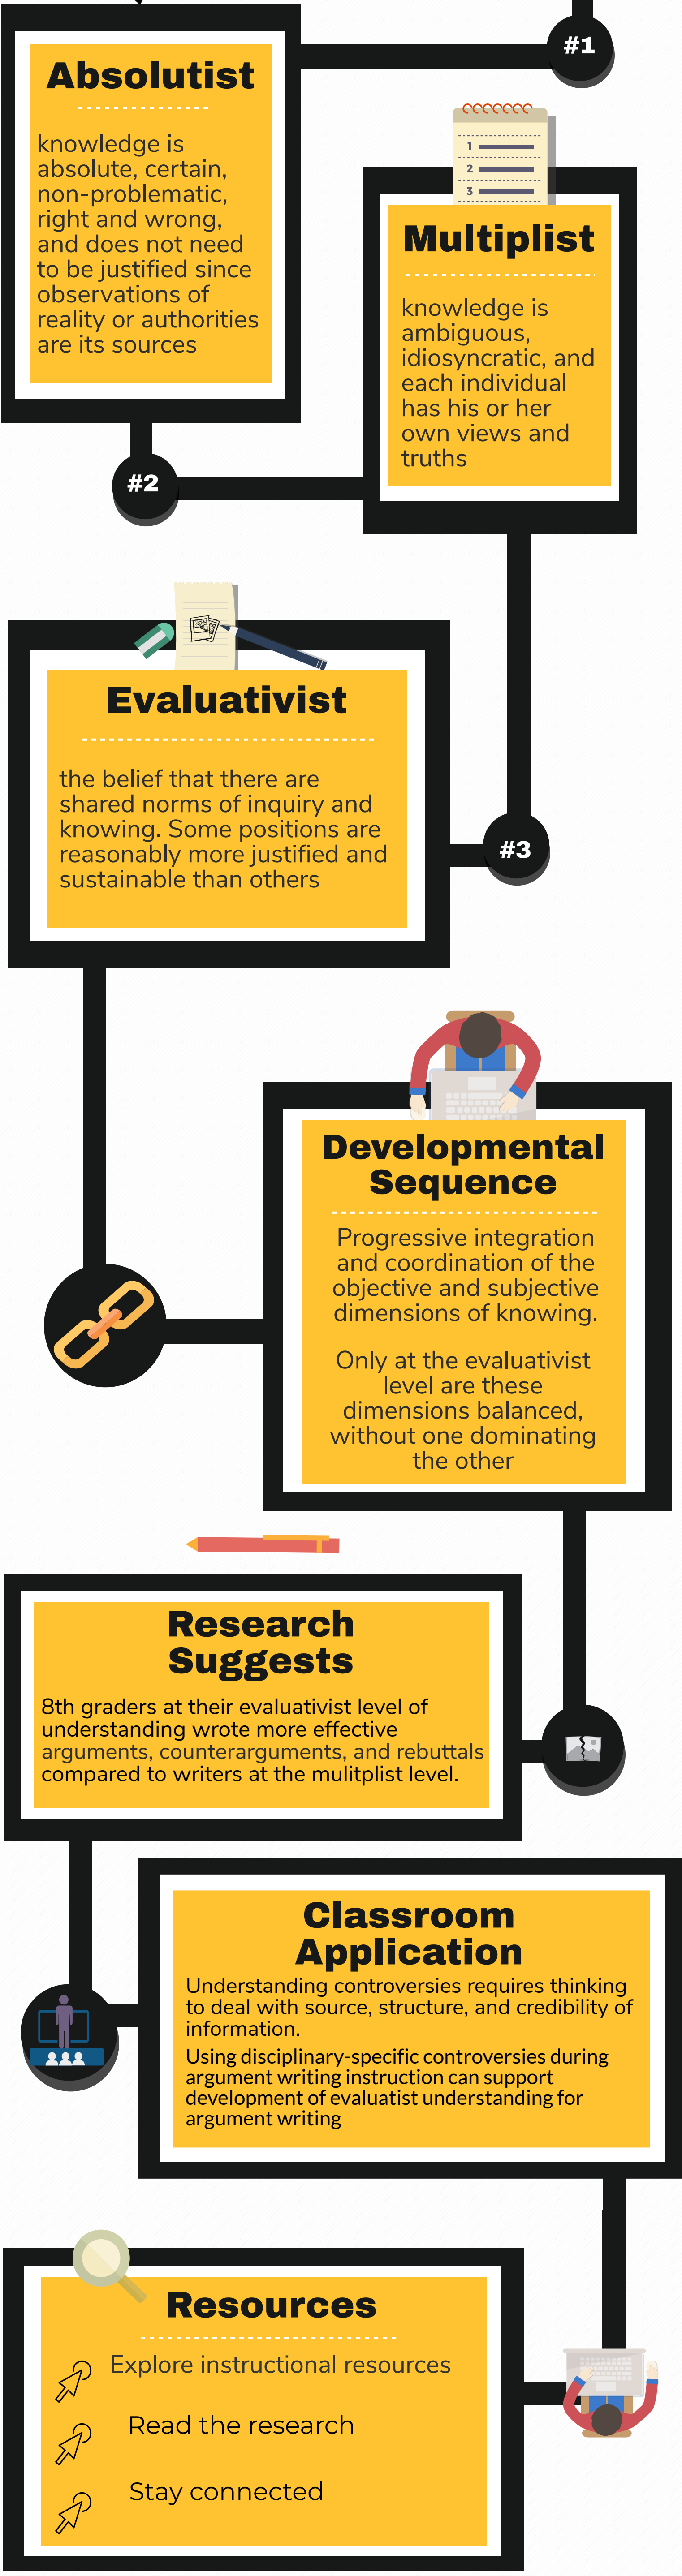 #1
Absolutist
knowledge is
absolute, certain,
non-problematic,
right and wrong,
and does not need
to be justified since
observations of
reality or authorities
are its sources
1
2
3
Multiplist
knowledge is
ambiguous,
idiosyncratic, and
each individual
has his or her
own views and
truths
#2
Evaluativist
the belief that there are
shared norms of inquiry and
knowing. Some positions are
reasonably more justified and
sustainable than others
#3
Developmental
Sequence
Progressive integration
and coordination of the
objective and subjective
dimensions of knowing.
Only at the evaluativist
level are these
dimensions balanced,
without one dominating
the other
Research
Suggests
8th graders at their evaluativist level of
understanding wrote more effective
arguments, counterarguments, and rebuttals
compared to writers at the mulitplist level.
Classroom
Application
Understanding controversies requires thinking
to deal with source, structure, and credibility of
information.
Using disciplinary-specific controversies during
argument writing instruction can support
development of evaluatist understanding for
argument writing
Resources
Explore instructional resources
Read the research
Stay connected